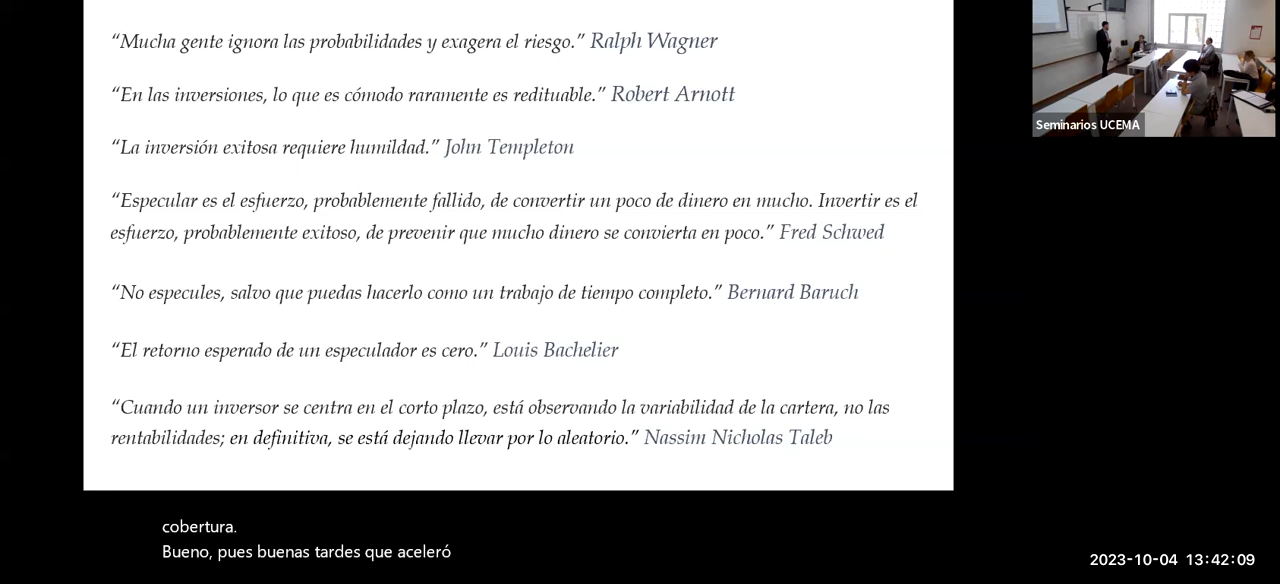 “Mucha gente ignora las probabilidades y exagera el riesgo.” Ralph Wagner
“En las inversiones, lo que es cómodo raramente es redituable.” Robert Arnott
“La inversión exitosa requiere humildad.” John Templeton
“Especular es el esfuerzo, probablemente fallido, de convertir un poco de dinero en mucho. Invertir es el
esfuerzo, probablemente exitoso, de prevenir que mucho dinero se convierta en poco.” Fred Schwed
“No especules, salvo que puedas hacerlo como un trabajo de tiempo completo.” Bernard Baruch
“El retorno esperado de un especulador es cero.” Louis Bachelier
“Cuando un inversor se centra en el corto plazo, está observando la variabilidad de la cartera, no las
rentabilidades; en definitiva, se está dejando llevar por lo aleatorio.” Nassim Nicholas Taleb
Seminarios UCEMA
cobertura.
Bueno, pues buenas tardes que aceleró
2023-10-04 13:42:09